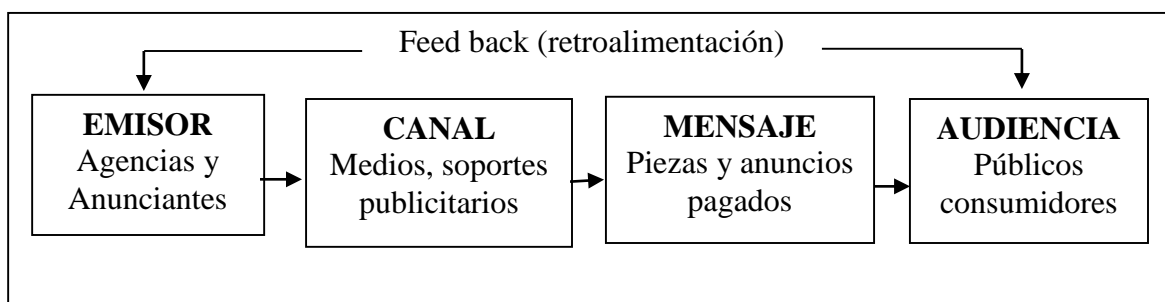 Feed back (retroalimentación)
EMISOR
Agencias y
Anunciantes
CANAL
Medios, soportes
publicitarios
MENSAJE
Piezas y anuncios
pagados
AUDIENCIA
Públicos
consumidores